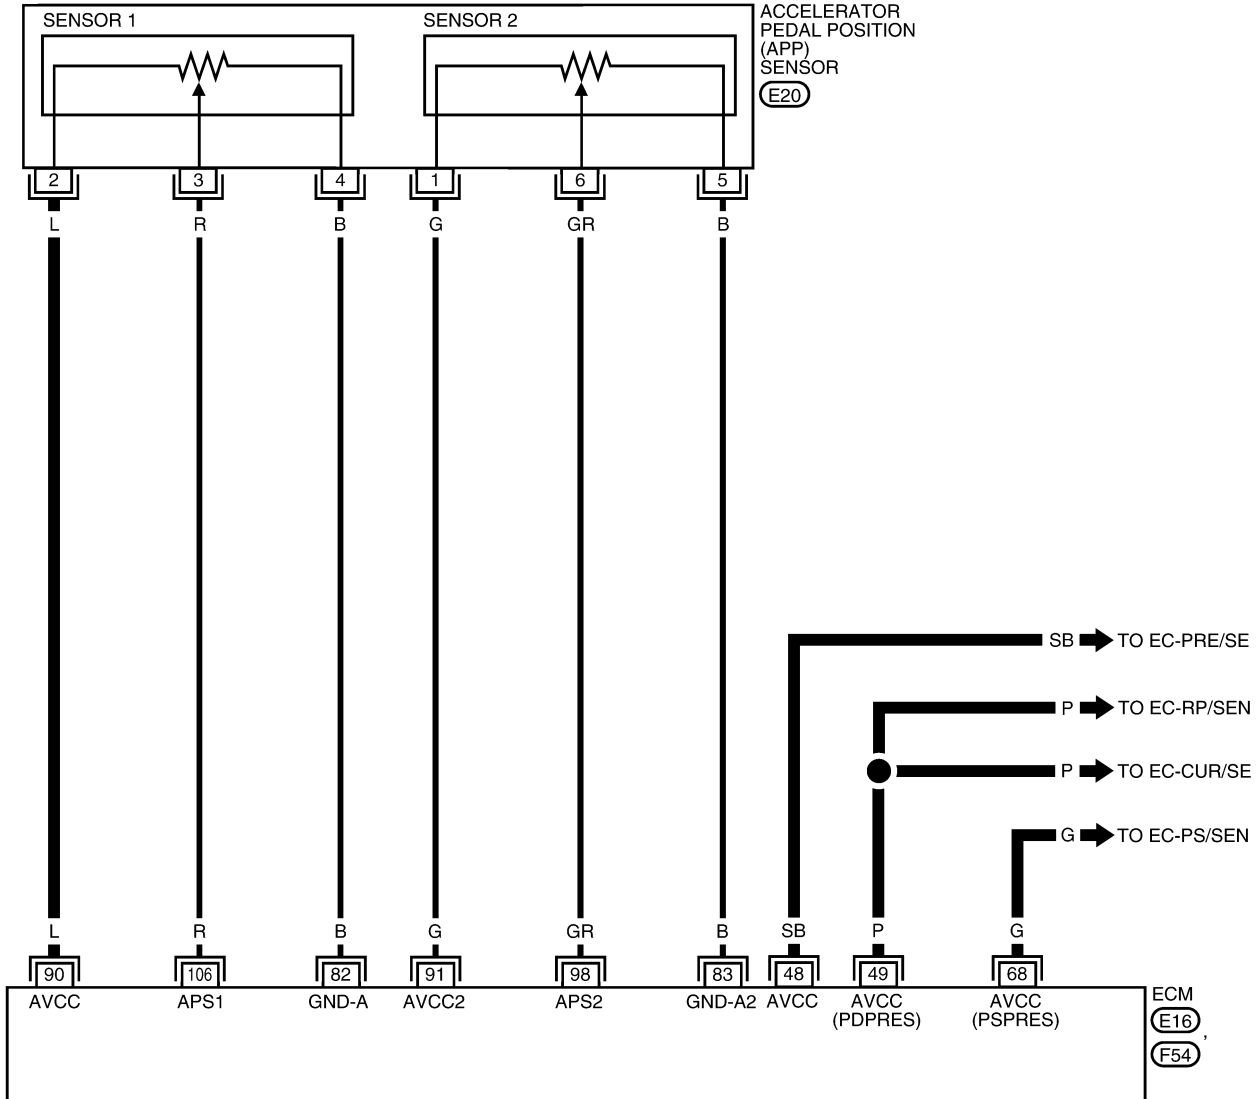 SENSOR 1
SENSOR 2
ACCELERATOR
PEDAL POSITION
(APP)
SENSOR
E20
2 3 4 1 6 5
L R B G GR B
SB TO EC-PRE/SE
P TO EC-RP/SEN
P TO EC-CUR/SE
G TO EC-PS/SEN
L R B G GR B SB P G
90 106 82 91 98 83 48 49 68
AVCC APS1 GND-A AVCC2 APS2 GND-A2 AVCC AVCC AVCC
(PDPRES) (PSPRES)
ECM
E16 ,
F54